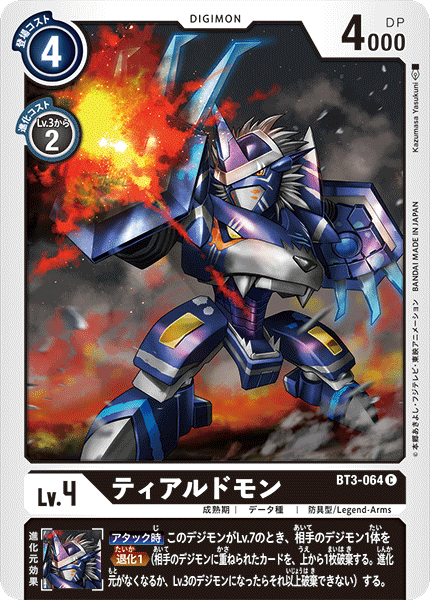 DIGIMON
登場コスト
4
4000
DP
進化コスト
Lv.3から
2
Kazumasa Yasukuni
©本郷あきよし・フジテレビ・東映アニメーション BANDAI MADE IN JAPAN
BT3-064 C
Lv.4
ティアルドモン
成熟期 | データ種 | 防具型/Legend-Arms
進化元効果
アタック時 このデジモンがLv.7のとき、相手のデジモン1体を
退化1 (相手のデジモンに重ねられたカードを、上から1枚破棄する。進化
元がなくなるか、Lv.3のデジモンになったらそれ以上破棄できない) する。